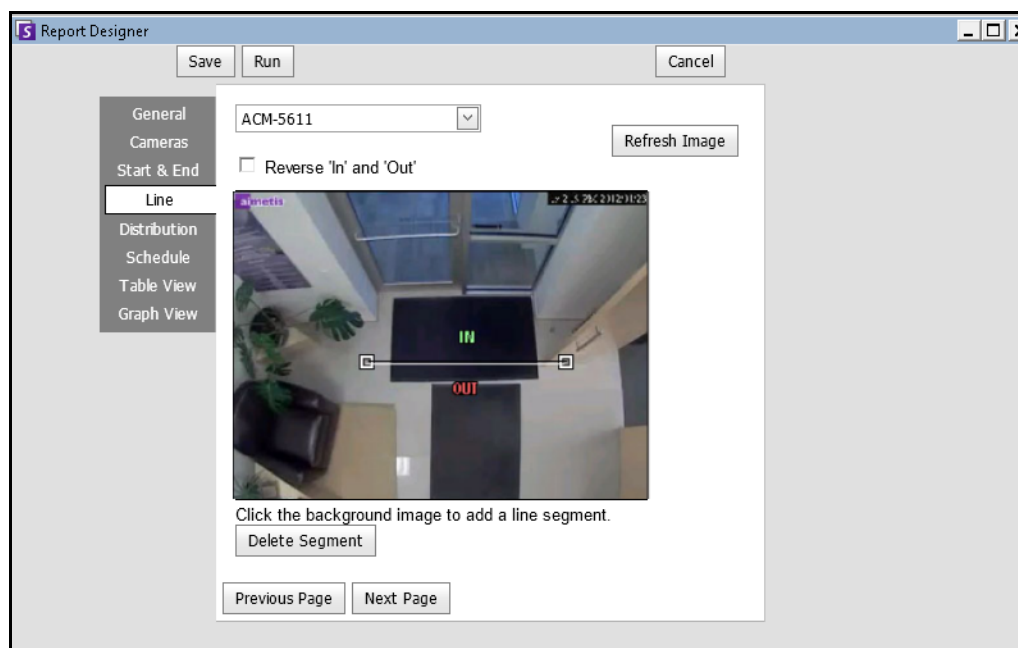 Report Designer
Save Run Cancel
General
Cameras
Start & End
Line
Distribution
Schedule
Table View
Graph View
ACM-5611
Refresh Image
Reverse 'In' and 'Out'
aimetis
IN
OUT
Click the background image to add a line segment.
Delete Segment
Previous Page Next Page